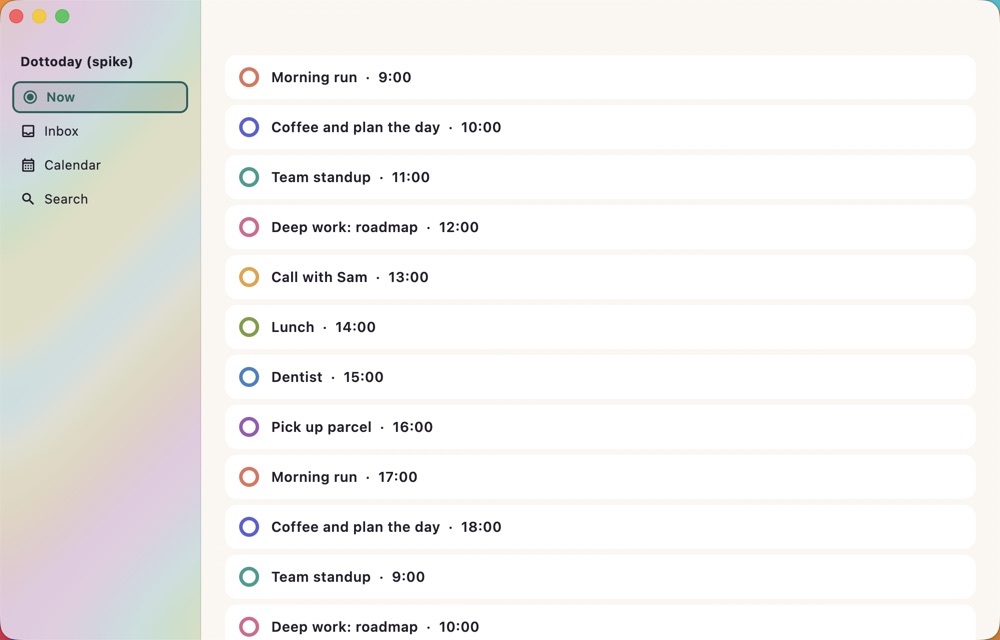 Dottoday (spike)
Now
Inbox
Calendar
Search
Morning run · 9:00
Coffee and plan the day · 10:00
Team standup · 11:00
Deep work: roadmap · 12:00
Call with Sam · 13:00
Lunch · 14:00
Dentist · 15:00
Pick up parcel · 16:00
Morning run · 17:00
Coffee and plan the day · 18:00
Team standup · 9:00
Deep work: roadmap · 10:00